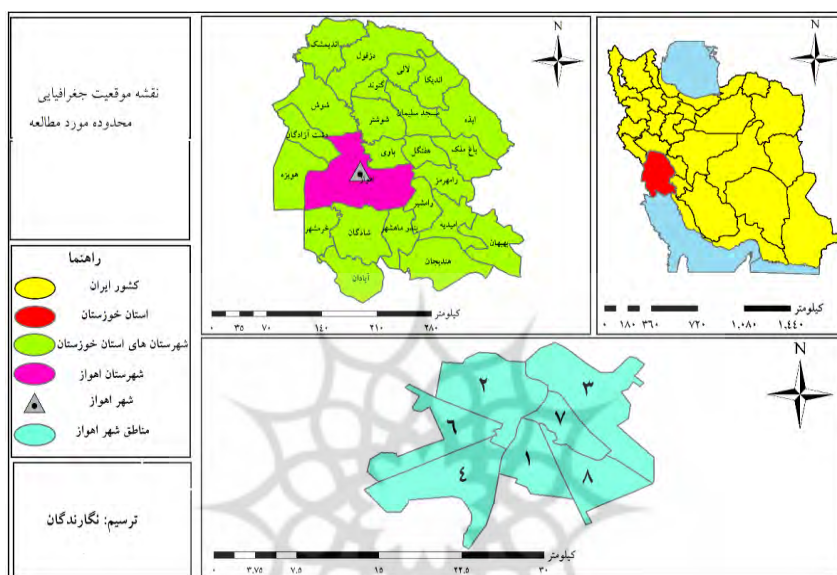 نقشه موقعیت جغرافیایی
محدوده مورد مطالعه
راهنما
کشور ایران
استان خوزستان
شهرستان های استان خوزستان
شهرستان اهواز
شهر اهواز
مناطق شهر اهواز
ترسیم: نگارندگان
N
اندیمشک
دزفول
لالی
اندیکا
گتوند
شوش
شوشتر
مسجد سلیمان
ایذه
دشت آزادگان
باوی
هفتگل
باغ ملک
هویزه
اهواز
رامهرمز
رامشیر
خرمشهر
شادگان
بندر ماهشهر
امیدیه
بهبهان
هندیجان
آبادان
کیلومتر
۰ ۳۵ ۷۰ ۱۴۰ ۲۱۰ ۲۸۰
N
کیلومتر
۰ ۱۸۰ ۳۶۰ ۷۲۰ ۱,۰۸۰ ۱,۴۴۰
N
۲
۳
۷
۶
۱
۴
۸
کیلومتر
۰ ۳.۷۵ ۷.۵ ۱۵ ۲۲.۵ ۳۰